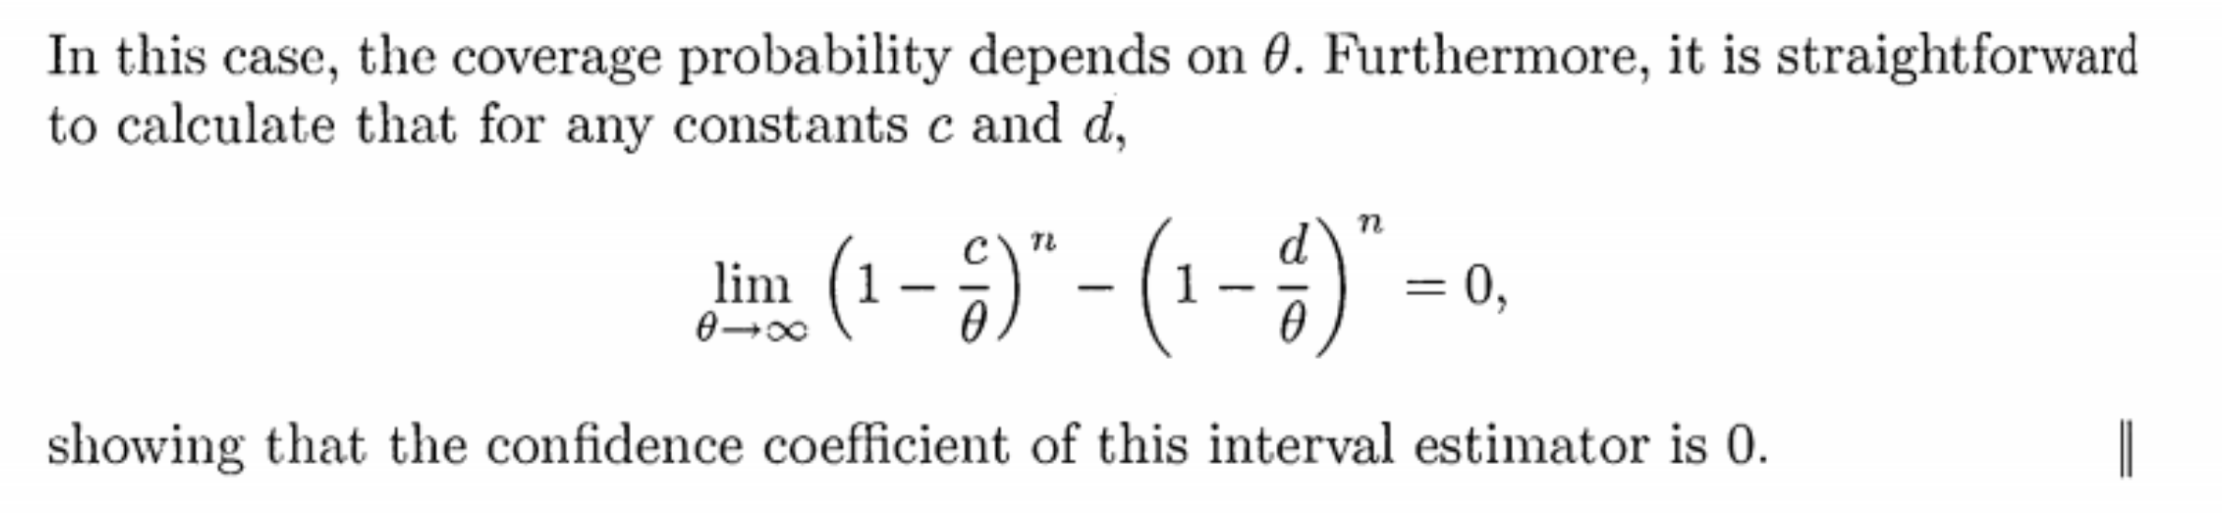 In this case, the coverage probability depends on θ. Furthermore, it is straightforward
to calculate that for any constants c and d,
lim_{θ→∞} (1 − c/θ)^n − (1 − d/θ)^n = 0,
showing that the confidence coefficient of this interval estimator is 0. ‖